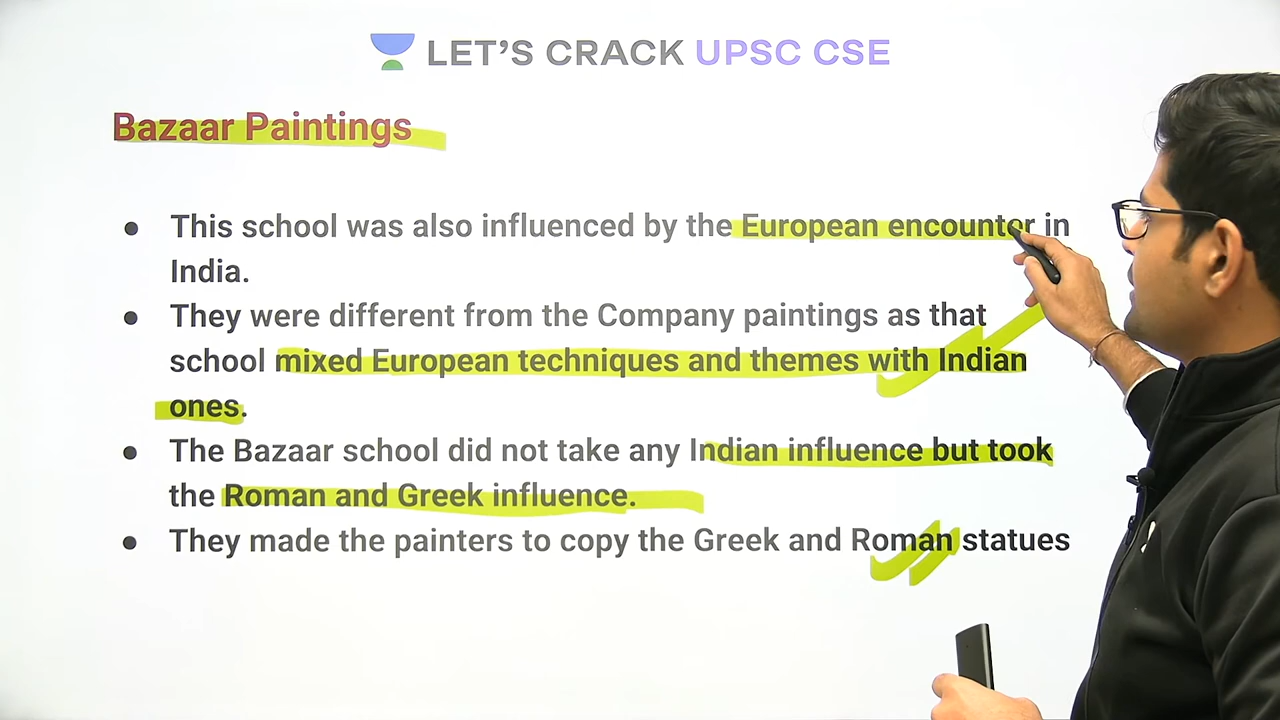 LET'S CRACK UPSC CSE
Bazaar Paintings
● This school was also influenced by the European encounter in
India.
● They were different from the Company paintings as that
school mixed European techniques and themes with Indian
ones.
● The Bazaar school did not take any Indian influence but took
the Roman and Greek influence.
● They made the painters to copy the Greek and Roman statues